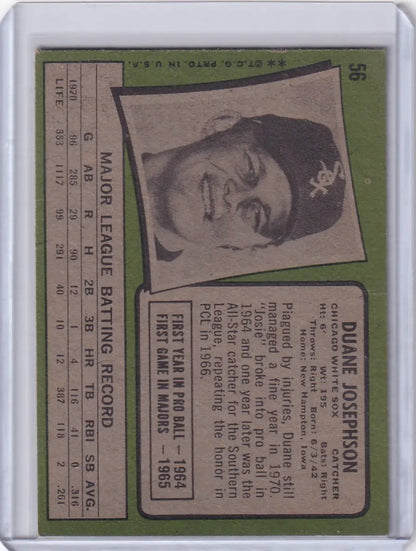 56
DUANE JOSEPHSON
CHICAGO WHITE SOX CATCHER
Ht: 6' Wt: 195 Bats: Right
Throws: Right Born: 6/3/42
Home: New Hampton, Iowa
Plagued by injuries, Duane still
managed a fine year in 1970.
"Josie" broke into pro ball in
1964 and one year later was the
All-Star catcher for the Southern
League, repeating the honor in
PCL in 1966.
FIRST YEAR IN PRO BALL — 1964
FIRST GAME IN MAJORS — 1965
Sox
* ©T.C.G. PRTD. IN U.S.A.
MAJOR LEAGUE BATTING RECORD
G AB R H 2B 3B HR TB RBI SB AVG.
1970 96 285 29 90 12 1 4 116 41 0 .316
LIFE 353 1117 99 291 40 10 12 387 118 2 .261